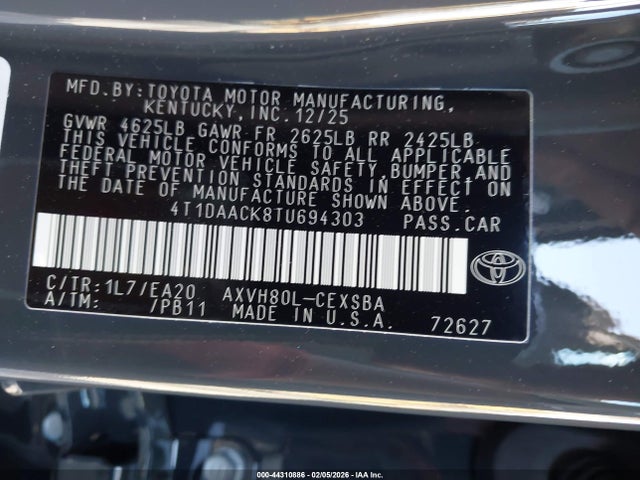 MFD.BY:TOYOTA MOTOR MANUFACTURING,
KENTUCKY, INC. 12/25
GVWR 4625LB GAWR FR 2625LB RR 2425LB
THIS VEHICLE CONFORMS TO ALL APPLICABLE
FEDERAL MOTOR VEHICLE SAFETY,BUMPER,AND
THEFT PREVENTION STANDARDS IN EFFECT ON
THE DATE OF MANUFACTURE SHOWN ABOVE.
4T1DAACK8TU694303 PASS.CAR
C/TR:1L7/EA20 AXVH80L-CEXSBA
A/TM: /PB11 MADE IN U.S.A. 72627
000-44310886 - 02/05/2026 - IAA Corp.